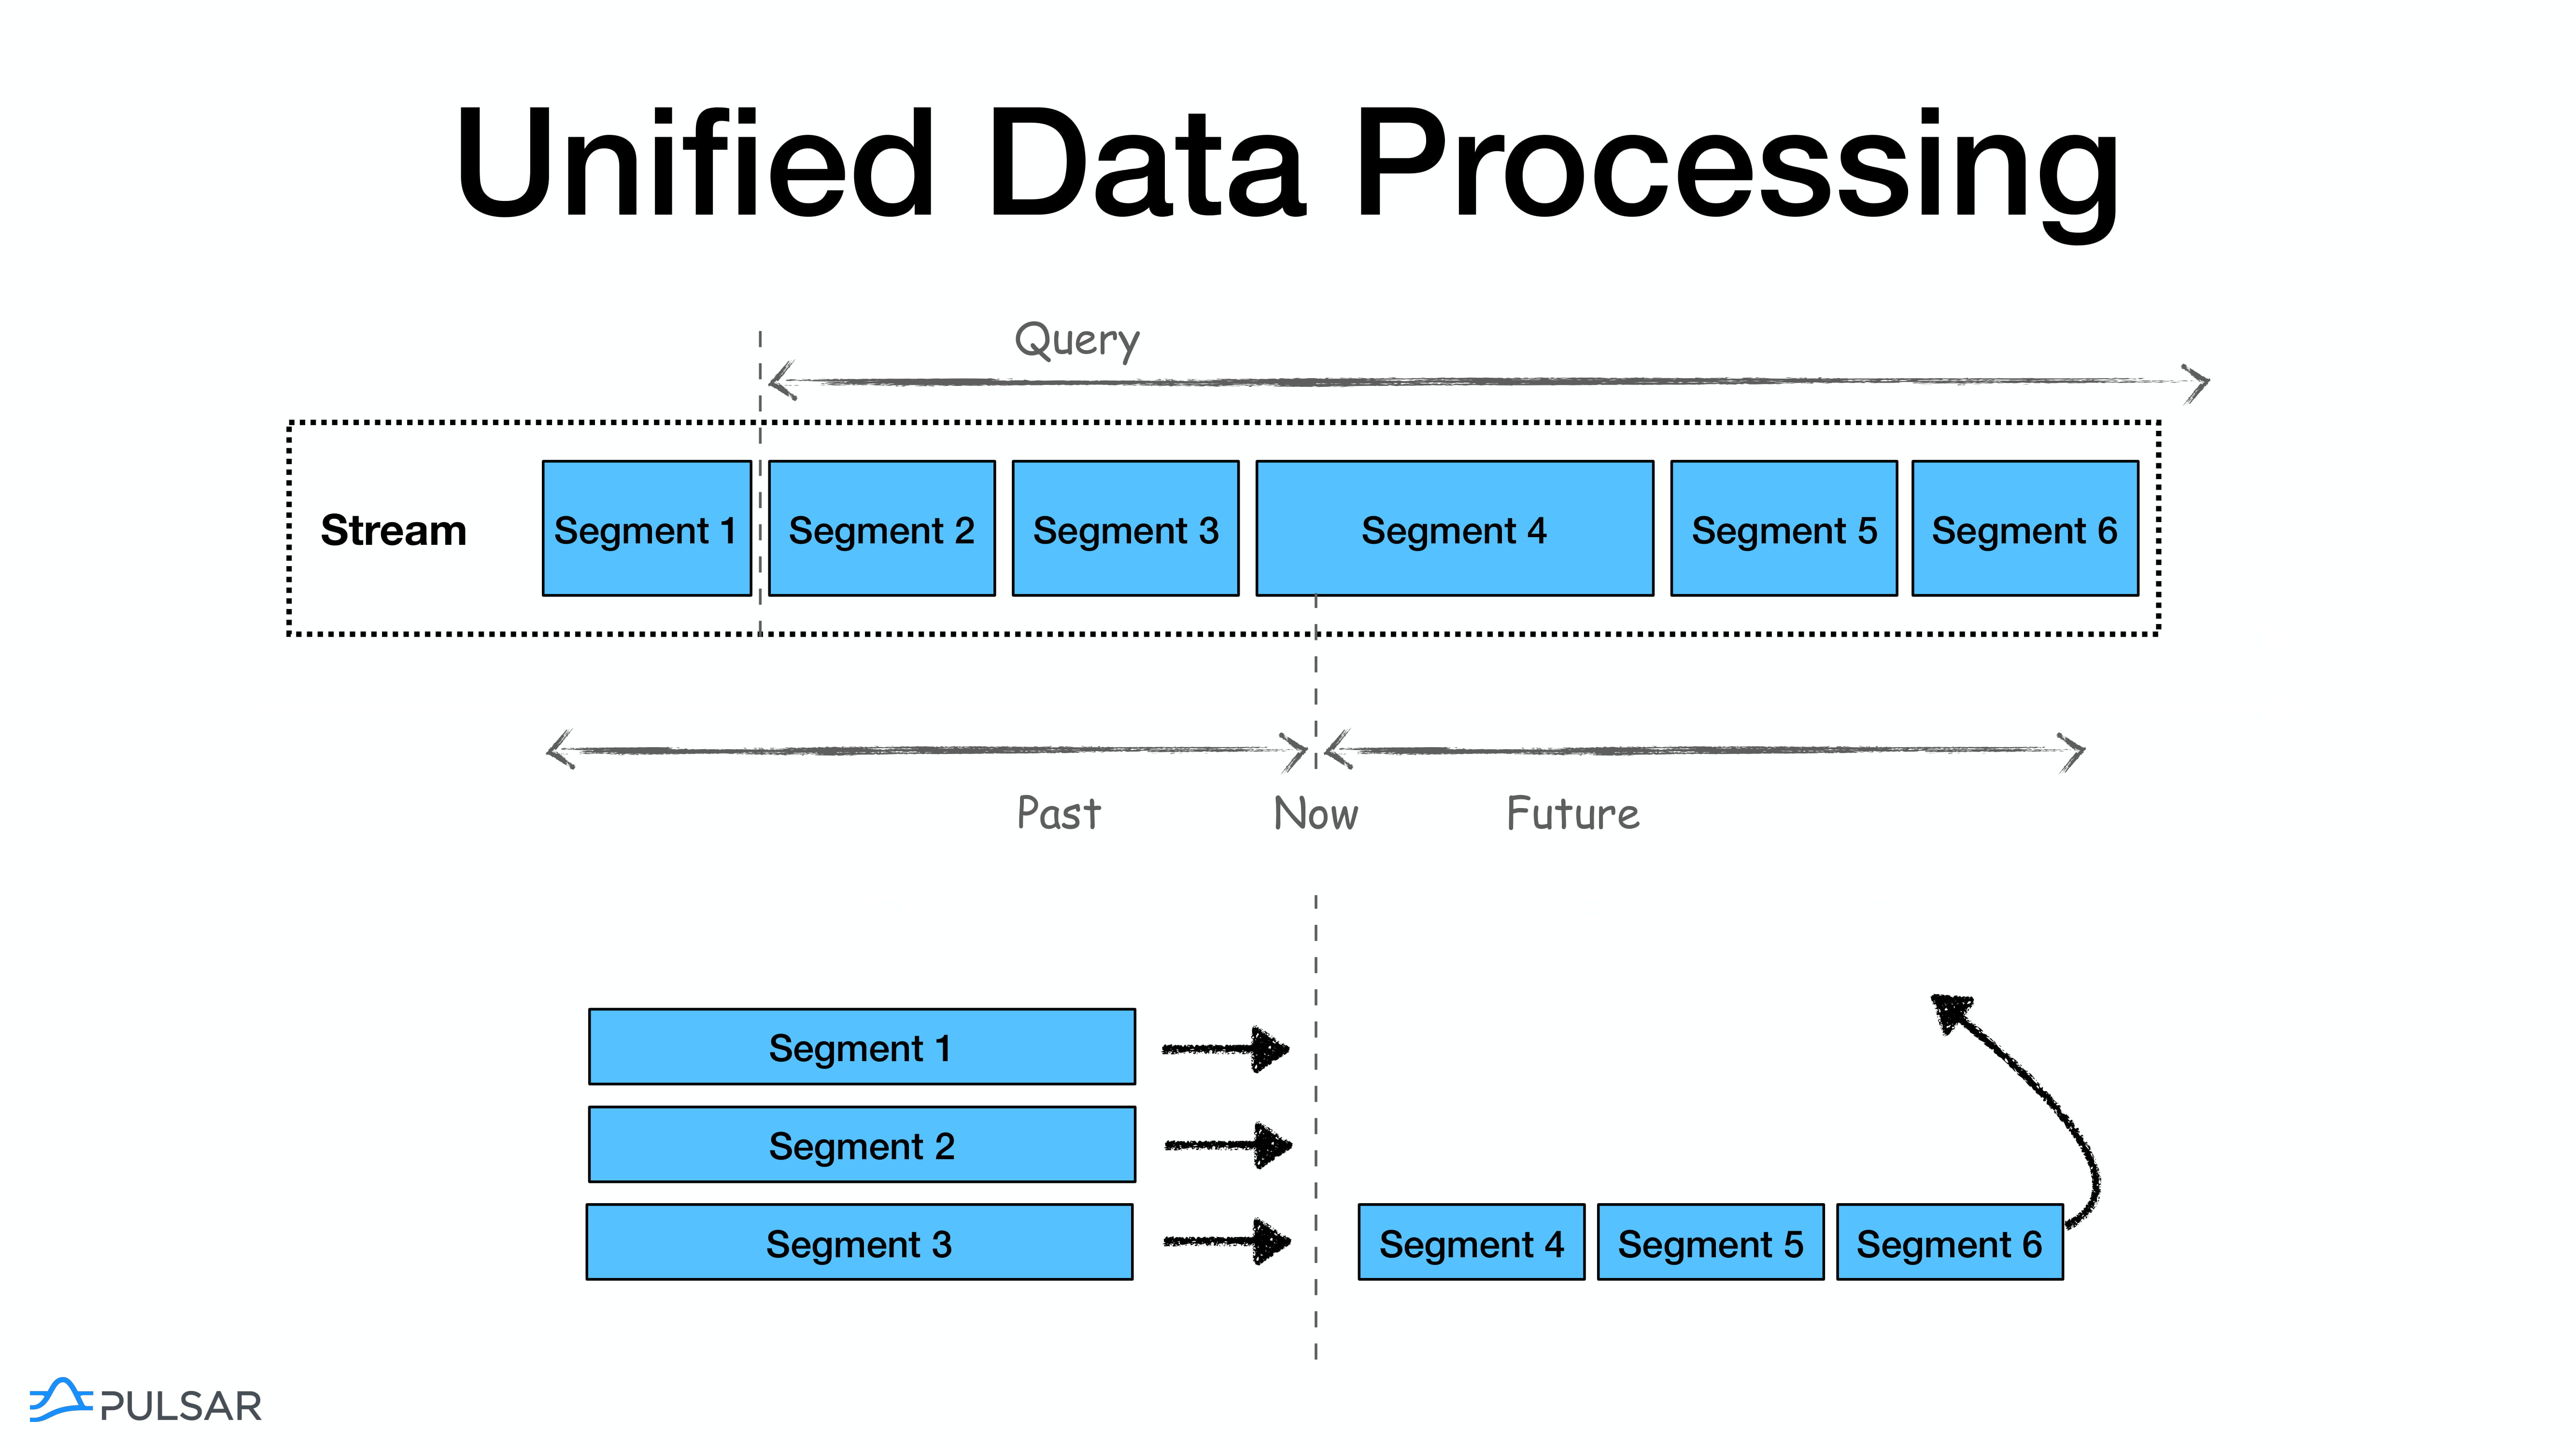 Unified Data Processing
Query
Stream
Segment 1
Segment 2
Segment 3
Segment 4
Segment 5
Segment 6
Past
Now
Future
Segment 1
Segment 2
Segment 3
Segment 4
Segment 5
Segment 6
PULSAR